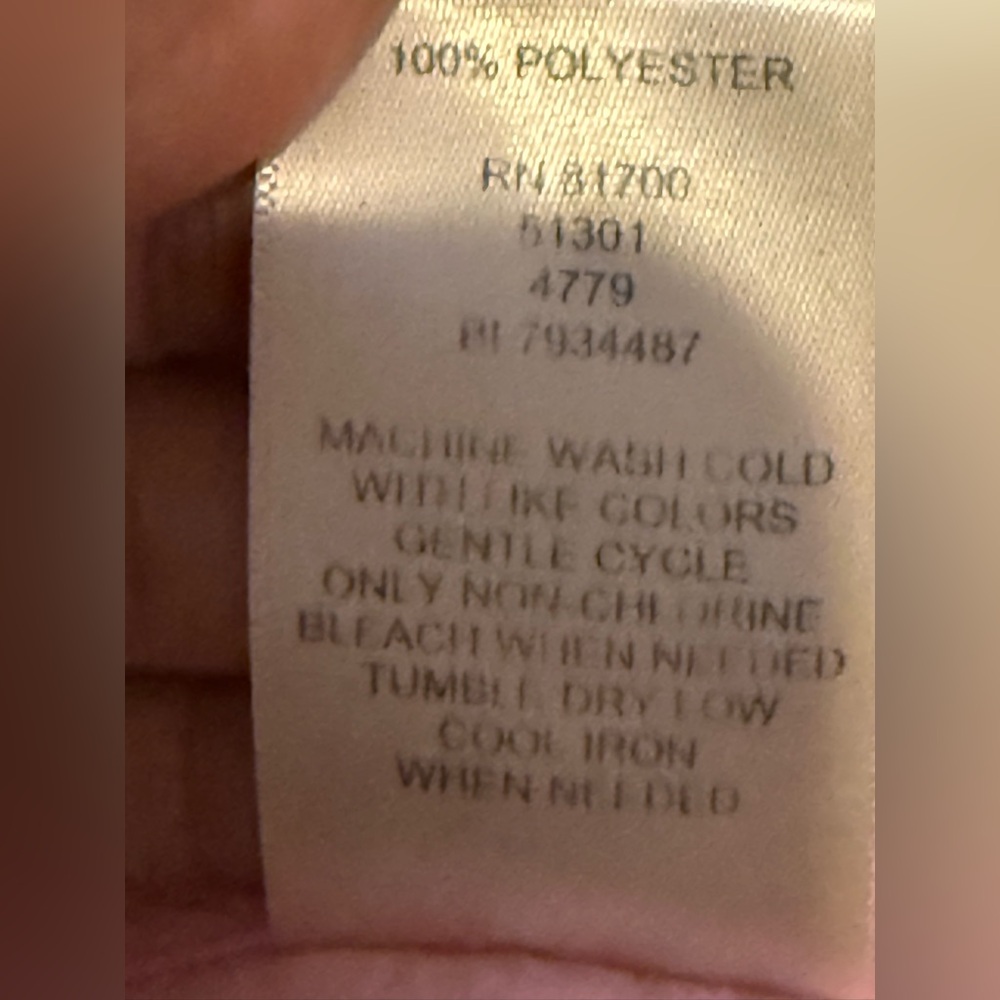 100% POLYESTER
RN 81700
51301
4779
7934487
MACHINE WASH COLD
WITH LIKE COLORS
GENTLE CYCLE
ONLY NON-CHLORINE
BLEACH WHEN NEEDED
TUMBLE DRY LOW
COOL IRON
WHEN NEEDED